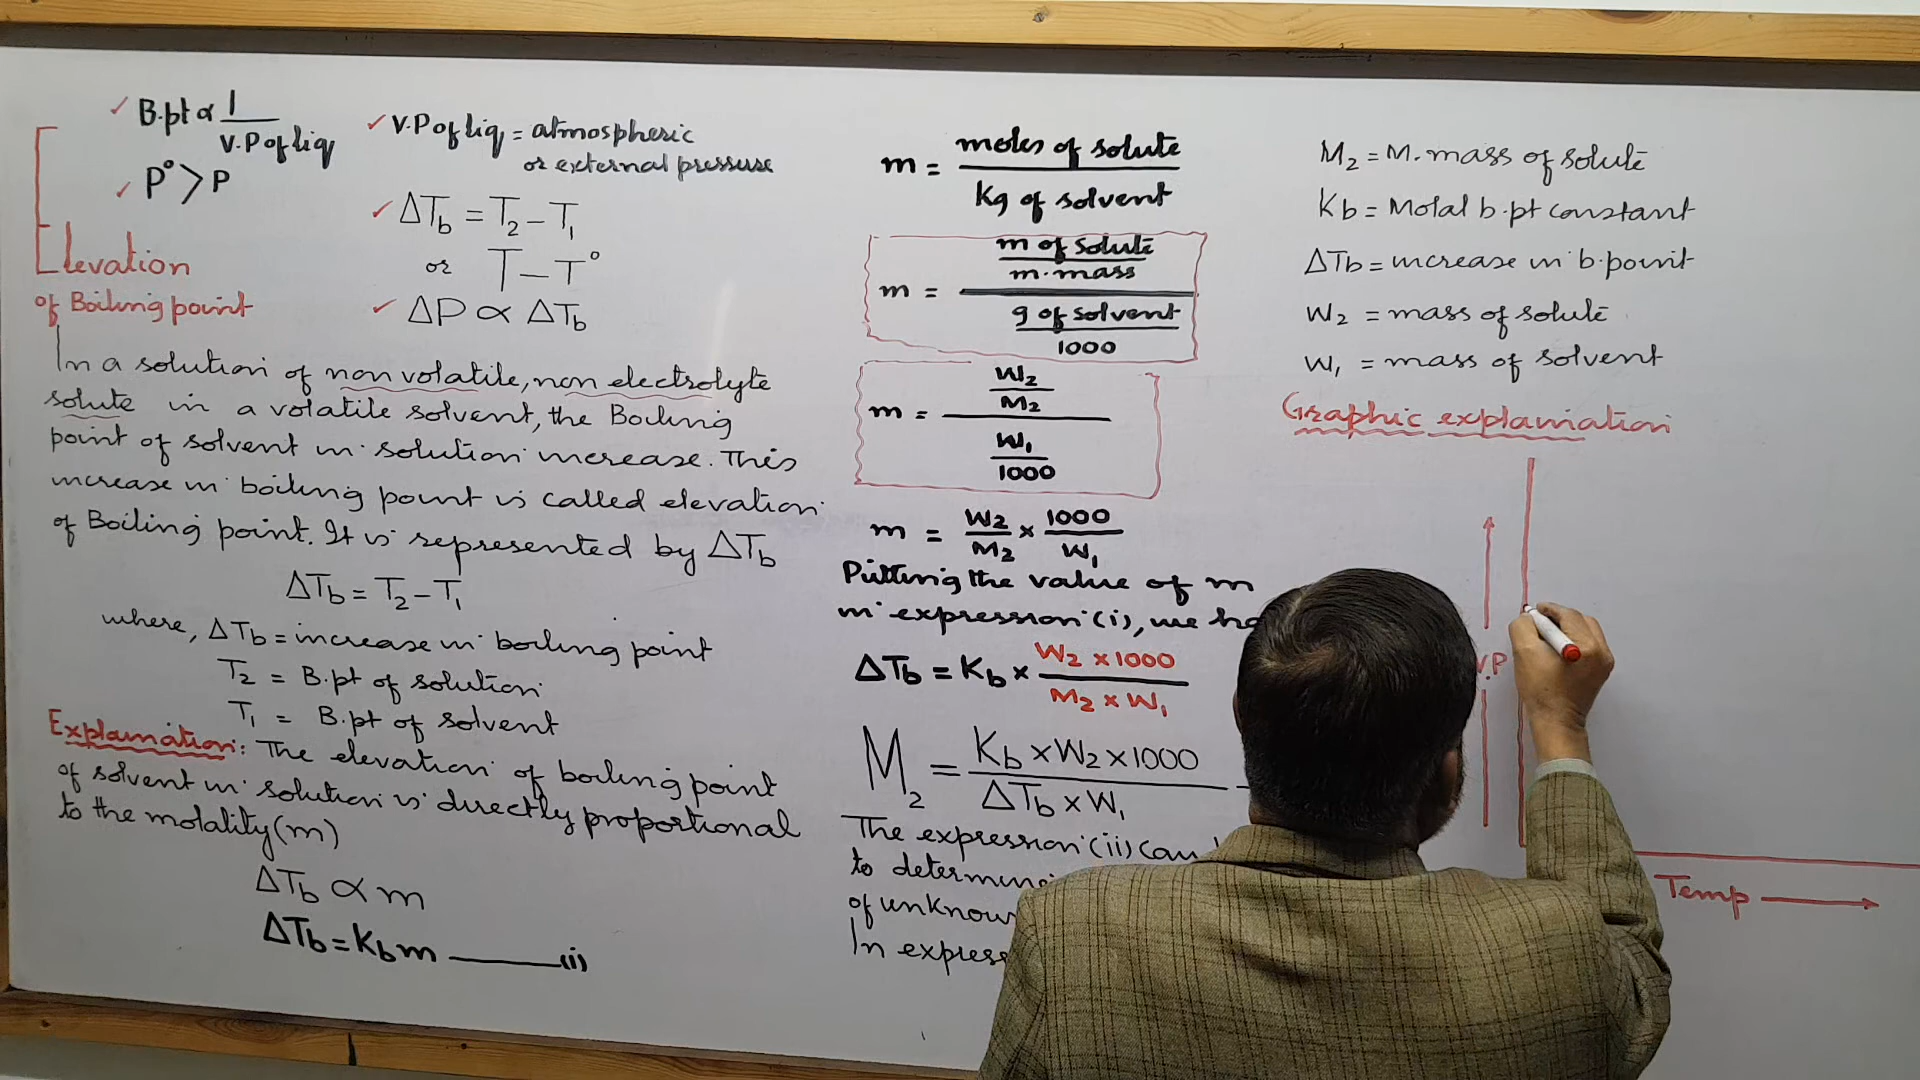 B.pt ∝ 1 / V.P of liq
P° > P
Elevation
of Boiling point
V.P of liq = atmospheric
or external pressure
ΔTb = T2 – T1
or T – T°
ΔP ∝ ΔTb
In a solution of non volatile, non electrolyte
solute in a volatile solvent, the Boiling
point of solvent in solution increase. This
increase in boiling point is called elevation
of Boiling point. It is represented by ΔTb
ΔTb = T2 – T1
where, ΔTb = increase in boiling point
T2 = B.pt of solution
T1 = B.pt of solvent
Explanation: The elevation of boiling point
of solvent in solution is directly proportional
to the molality (m)
ΔTb ∝ m
ΔTb = Kb m ——— (i)
m = moles of solute / Kg of solvent
m = (m of solute / m. mass) / (g of solvent / 1000)
m = (W2 / M2) / (W1 / 1000)
m = W2 / M2 × 1000 / W1
Putting the value of m
in expression (i), we
ΔTb = Kb × W2 × 1000 / M2 × W1
M2 = Kb × W2 × 1000 / ΔTb × W1
The expression (ii) can
to
of
In
M2 = M. mass of solute
Kb = Molal b.pt constant
ΔTb = increase in b.point
W2 = mass of solute
W1 = mass of solvent
Graphic explanation
V.P
Temp →